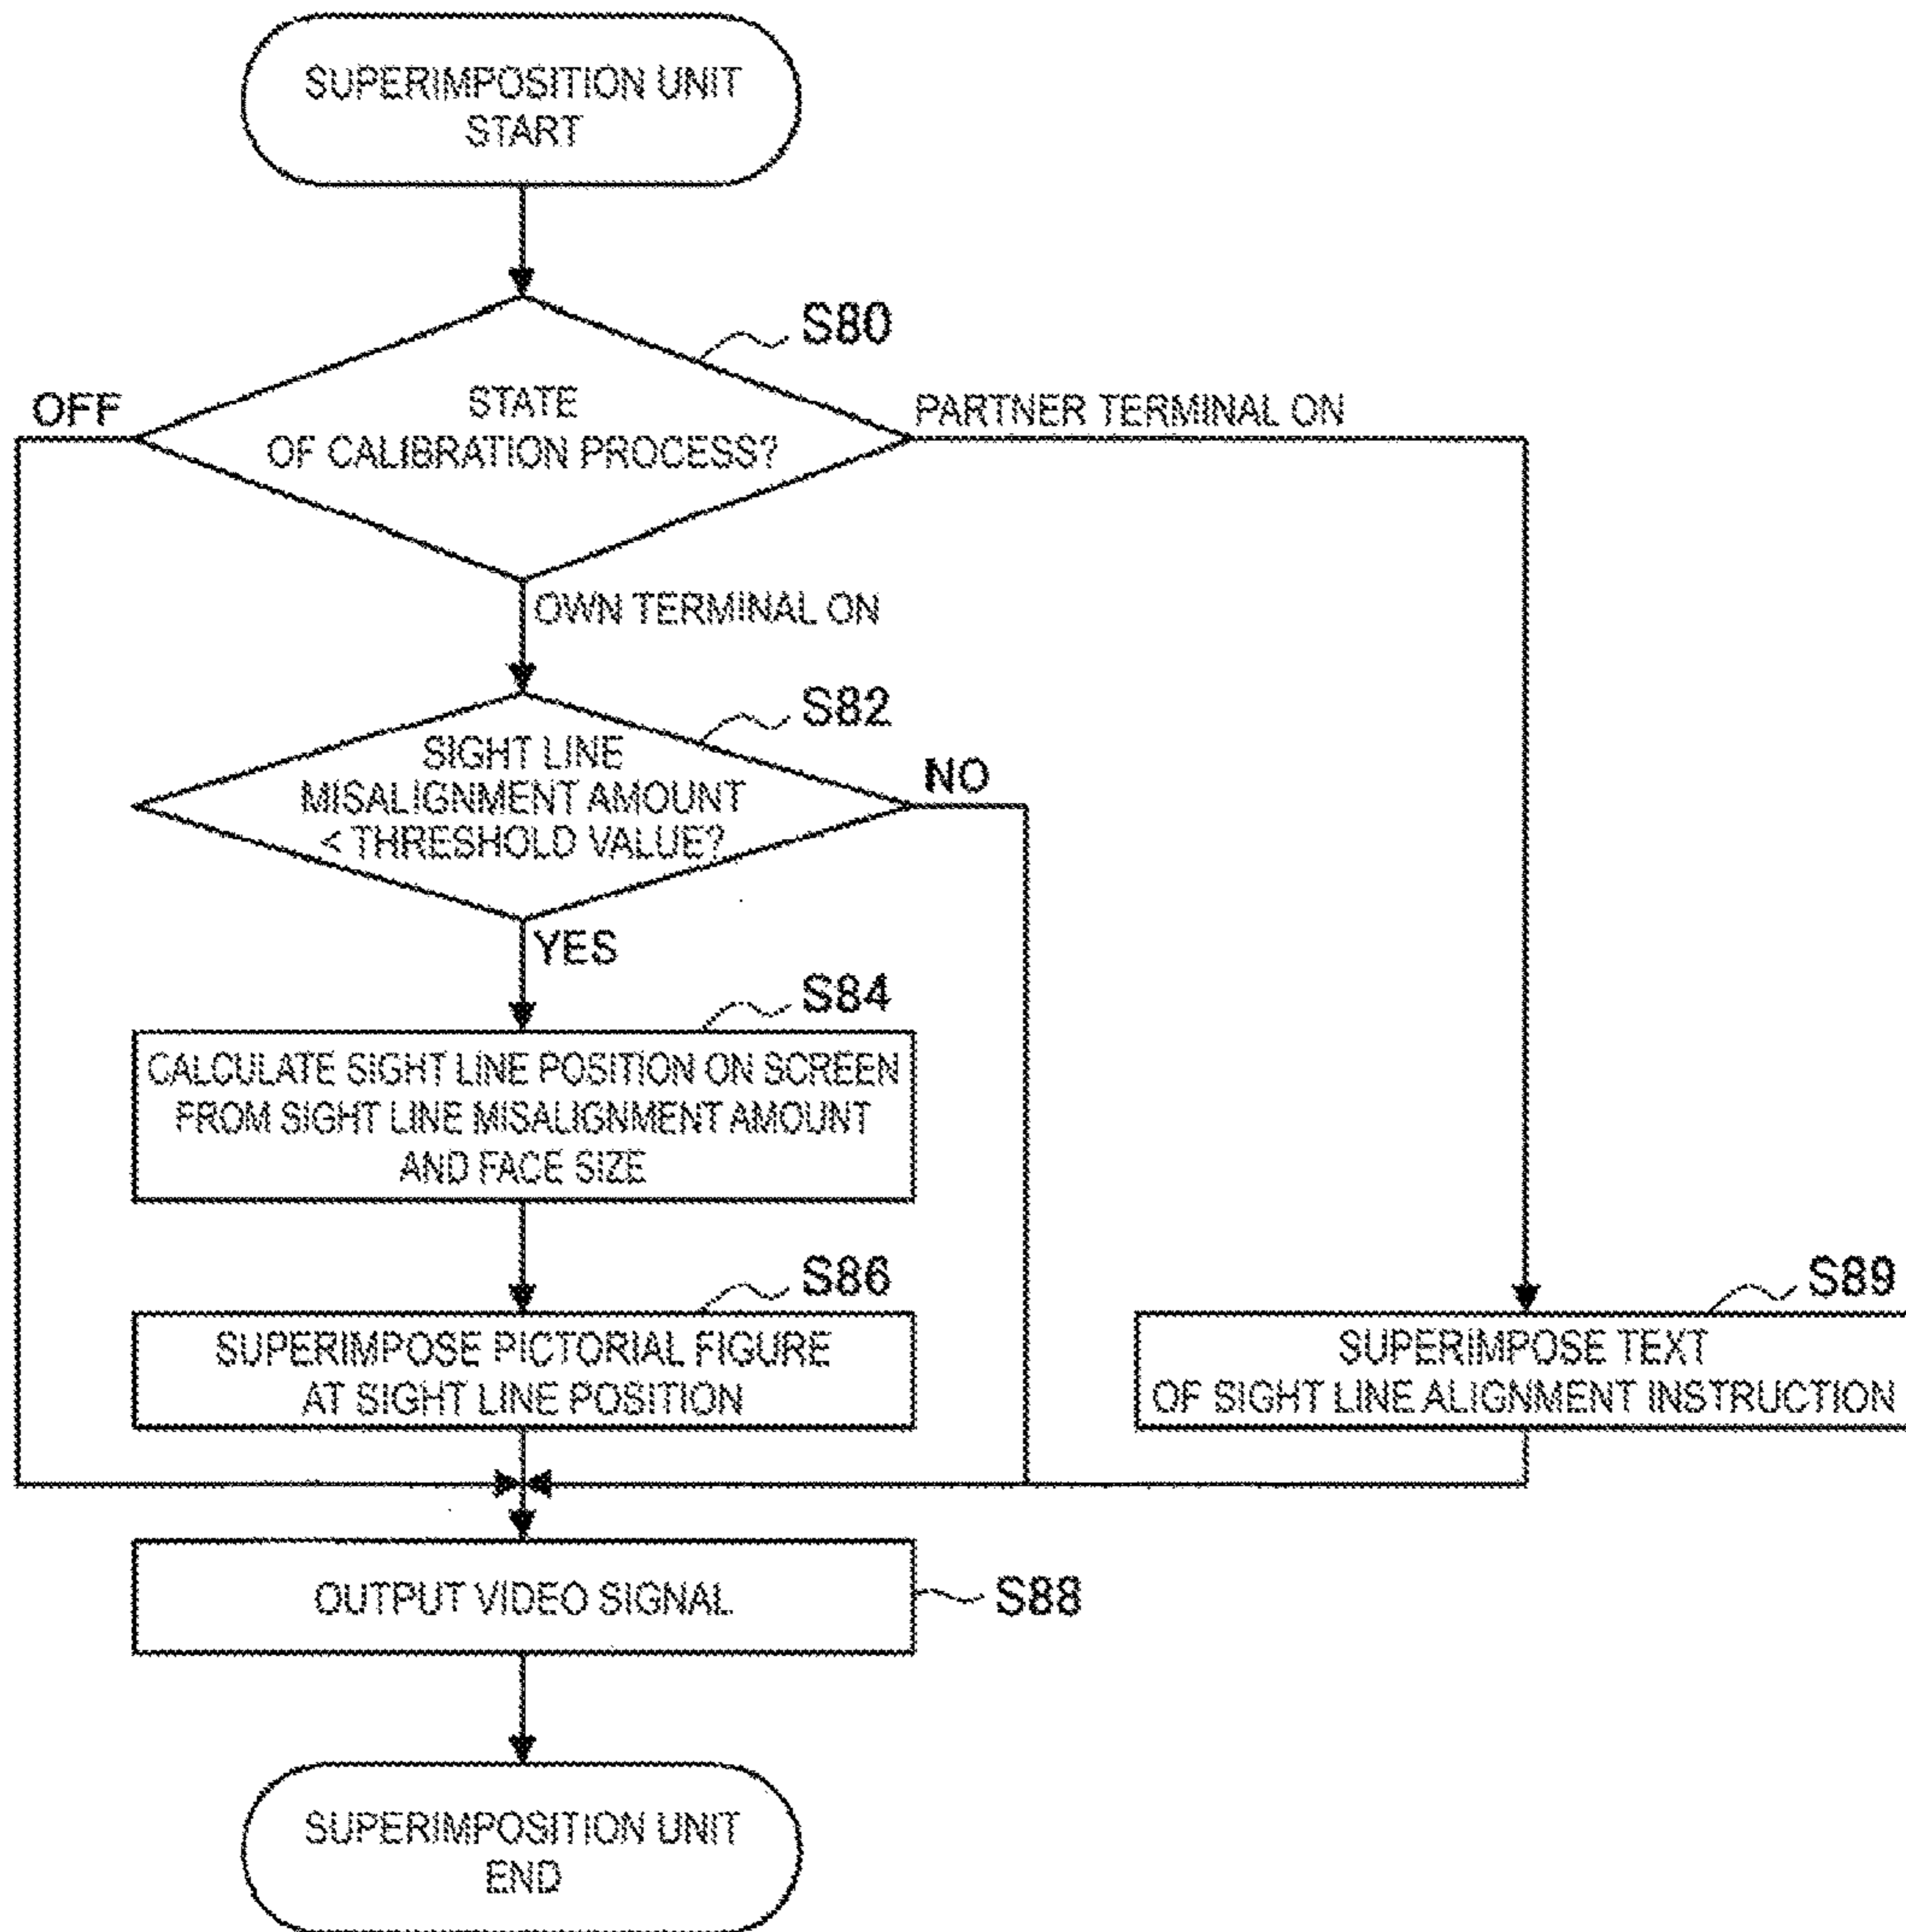 SUPERIMPOSITION UNIT
START
S80
STATE
OF CALIBRATION PROCESS?
OFF
PARTNER TERMINAL ON
OWN TERMINAL ON
S82
SIGHT LINE
MISALIGNMENT AMOUNT
< THRESHOLD VALUE?
NO
YES
S84
CALCULATE SIGHT LINE POSITION ON SCREEN
FROM SIGHT LINE MISALIGNMENT AMOUNT
AND FACE SIZE
S86
SUPERIMPOSE PICTORIAL FIGURE
AT SIGHT LINE POSITION
S89
SUPERIMPOSE TEXT
OF SIGHT LINE ALIGNMENT INSTRUCTION
OUTPUT VIDEO SIGNAL
S88
SUPERIMPOSITION UNIT
END